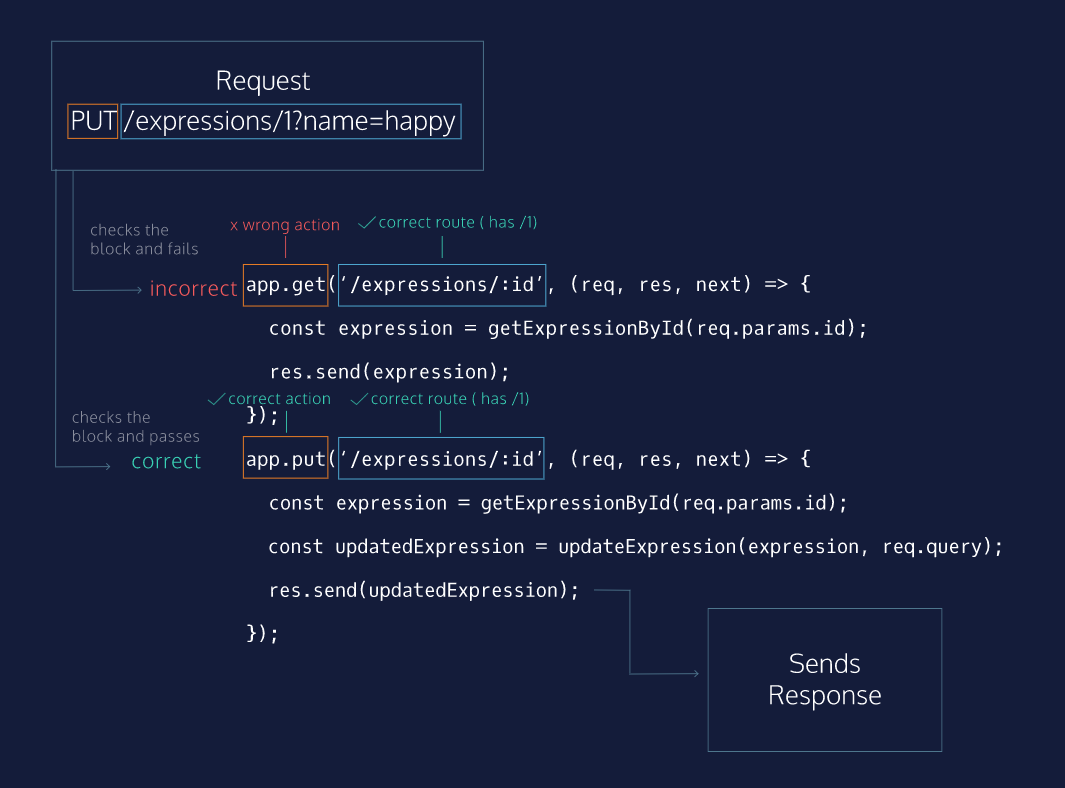 Request
PUT /expressions/1?name=happy
checks the
block and fails
x wrong action
✓ correct route ( has /1)
incorrect
app.get(‘/expressions/:id’, (req, res, next) => {
const expression = getExpressionById(req.params.id);
res.send(expression);
✓ correct action
✓ correct route ( has /1)
});
checks the
block and passes
correct
app.put(‘/expressions/:id’, (req, res, next) => {
const expression = getExpressionById(req.params.id);
const updatedExpression = updateExpression(expression, req.query);
res.send(updatedExpression);
});
Sends
Response